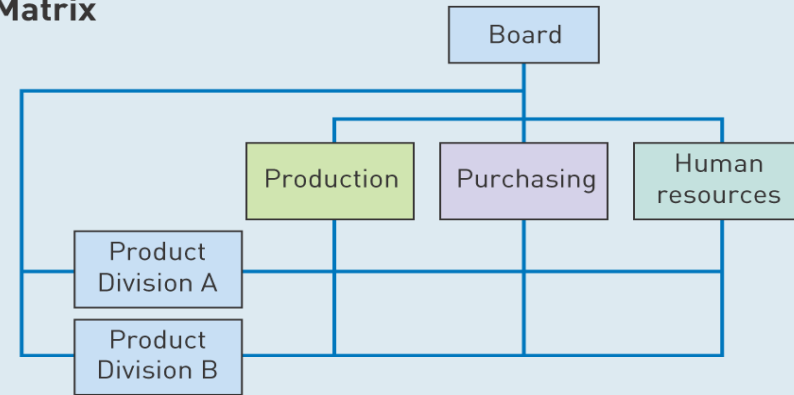 Matrix
Board
Production
Purchasing
Human
resources
Product
Division A
Product
Division B